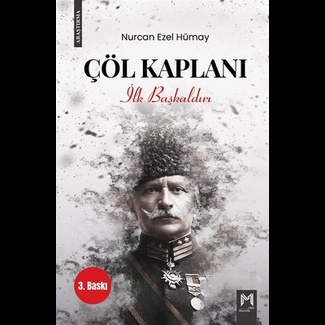 ARAŞTIRMA
Nurcan Ezel Hümay
ÇÖL KAPLANI
İlk Başkaldırı
3. Baskı
M